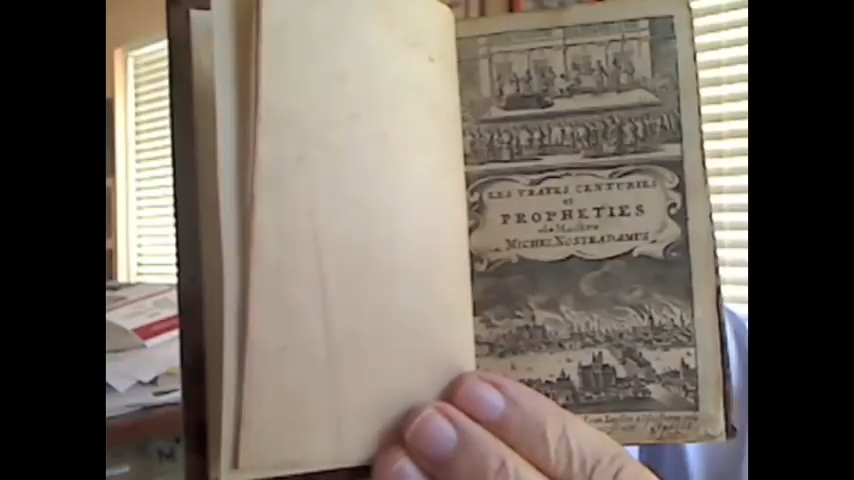 LES VRAYES CENTURIES
et
PROPHETIES
de Maistre
MICHEL NOSTRADAMUS